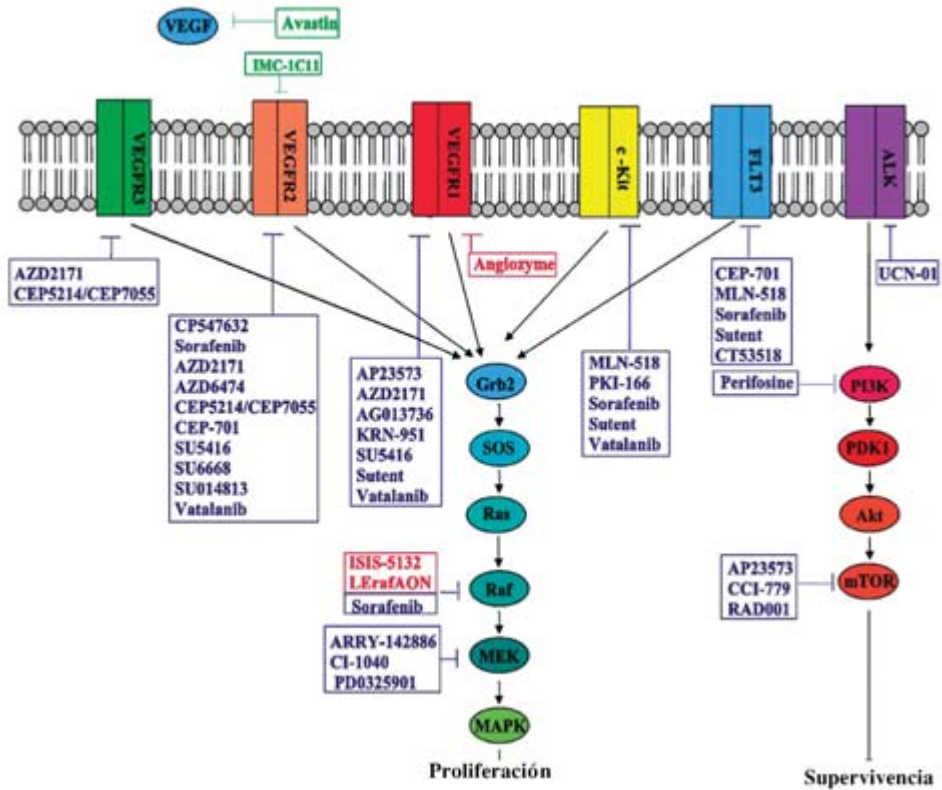 VEGF
Avastin
IMC-1C11
VEGFR3
VEGFR2
VEGFR1
c-Kit
FLT3
ALK
AZD2171
CEP5214/CEP7055
CP547632
Sorafenib
AZD2171
AZD6474
CEP5214/CEP7055
CEP-701
SU5416
SU6668
SU014813
Vatalanib
Anglozyme
AP23573
AZD2171
AG013736
KRN-951
SU5416
Sutent
Vatalanib
MLN-518
PKI-166
Sorafenib
Sutent
Vatalanib
CEP-701
MLN-518
Sorafenib
Sutent
CT53518
UCN-01
Perifosine
Grb2
SOS
Ras
Raf
MEK
MAPK
Proliferación
ISIS-5132
LErafAON
Sorafenib
ARRY-142886
CI-1040
PD0325901
PI3K
PDK1
Akt
mTOR
AP23573
CCI-779
RAD001
Supervivencia